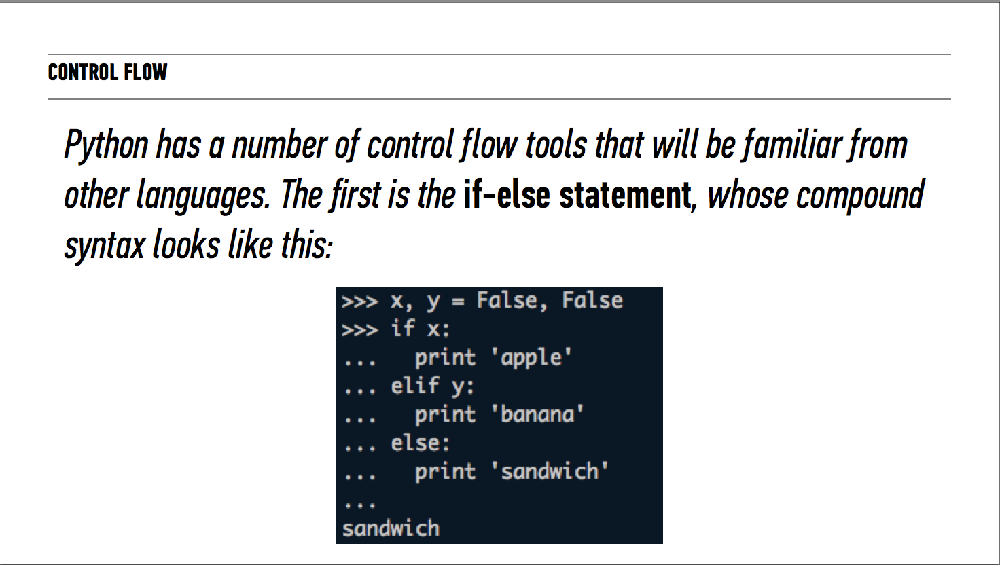 CONTROL FLOW
Python has a number of control flow tools that will be familiar from
other languages. The first is the if-else statement, whose compound
syntax looks like this:
>>> x, y = False, False
>>> if x:
...   print 'apple'
... elif y:
...   print 'banana'
... else:
...   print 'sandwich'
...
sandwich